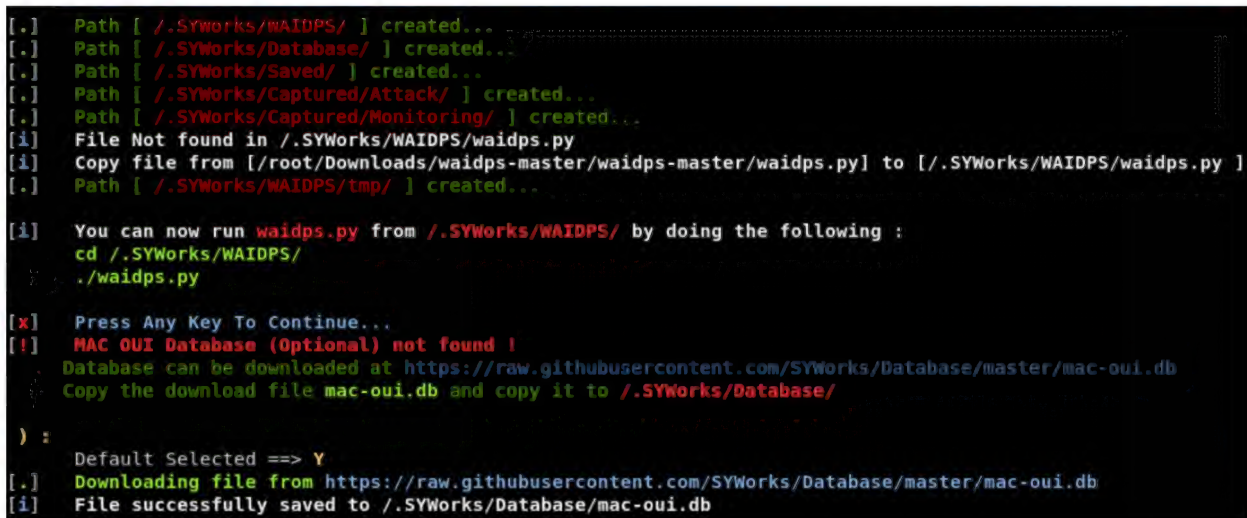 [.] Path [ /.SYWorks/WAIDPS/ ] created...
[.] Path [ /.SYWorks/Database/ ] created...
[.] Path [ /.SYWorks/Saved/ ] created...
[.] Path [ /.SYWorks/Captured/Attack/ ] created...
[.] Path [ /.SYWorks/Captured/Monitoring/ ] created...
[i] File Not found in /.SYWorks/WAIDPS/waidps.py
[i] Copy file from [/root/Downloads/waidps-master/waidps-master/waidps.py] to [/.SYWorks/WAIDPS/waidps.py ]
[.] Path [ /.SYWorks/WAIDPS/tmp/ ] created...
[i] You can now run waidps.py from /.SYWorks/WAIDPS/ by doing the following :
cd /.SYWorks/WAIDPS/
./waidps.py
[x] Press Any Key To Continue...
[!] MAC OUI Database (Optional) not found !
Database can be downloaded at https://raw.githubusercontent.com/SYWorks/Database/master/mac-oui.db
Copy the download file mac-oui.db and copy it to /.SYWorks/Database/
) :
Default Selected ==> Y
[.] Downloading file from https://raw.githubusercontent.com/SYWorks/Database/master/mac-oui.db
[i] File successfully saved to /.SYWorks/Database/mac-oui.db